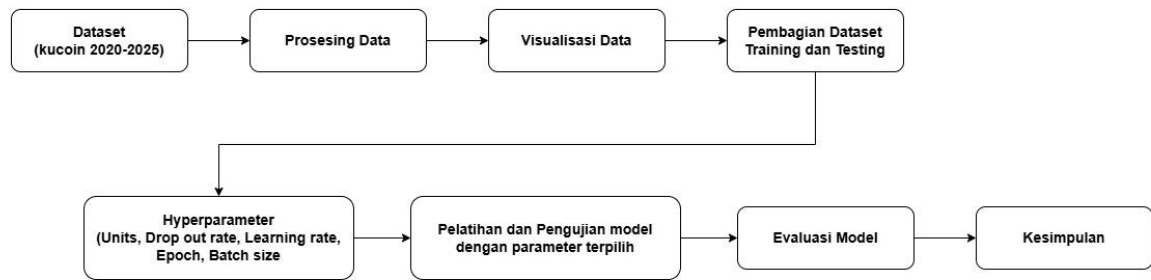 Dataset
(kucoin 2020-2025)
Prosesing Data
Visualisasi Data
Pembagian Dataset
Training dan Testing
Hyperparameter
(Units, Drop out rate, Learning rate,
Epoch, Batch size
Pelatihan dan Pengujian model
dengan parameter terpilih
Evaluasi Model
Kesimpulan